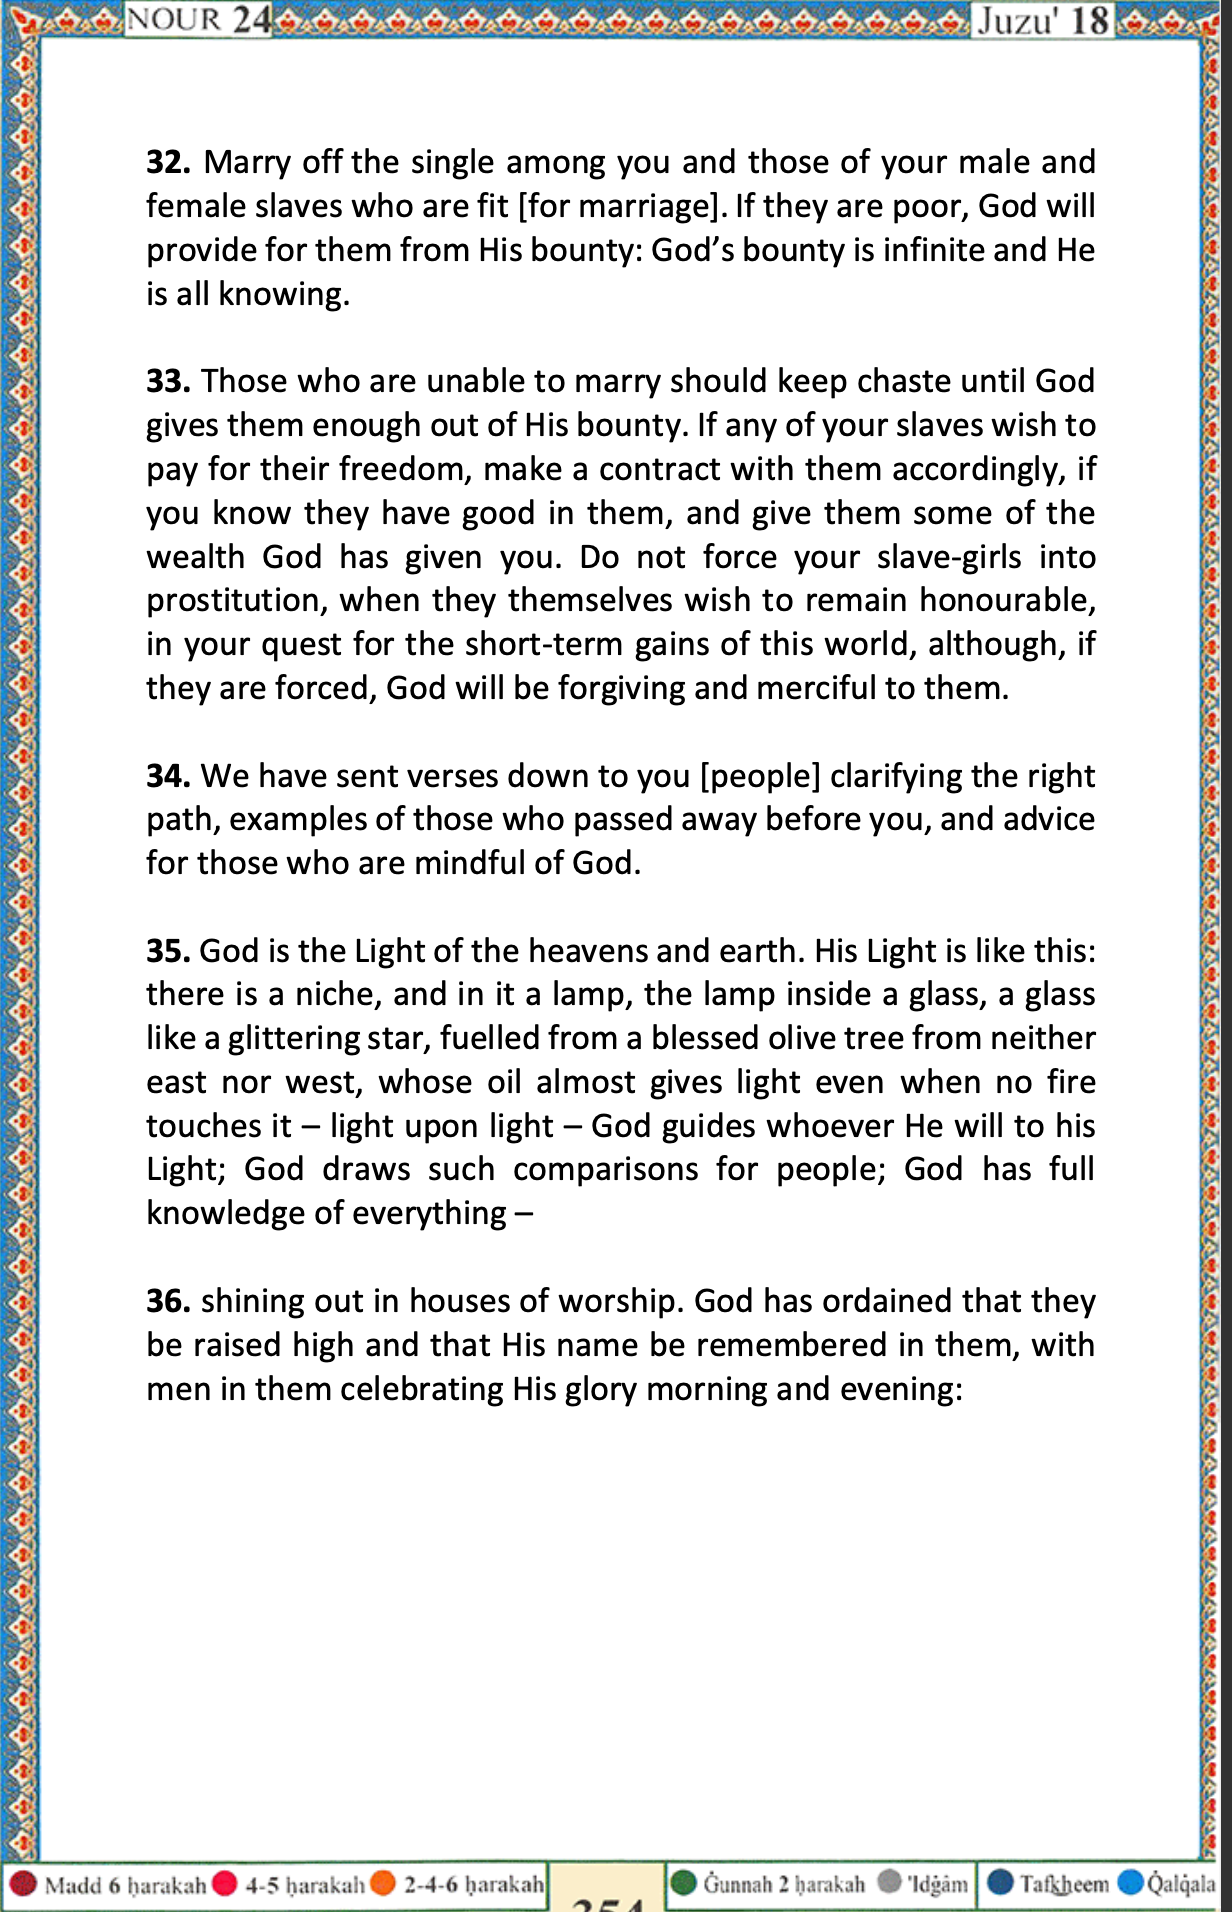 NOUR 24
Juzu' 18
32. Marry off the single among you and those of your male and
female slaves who are fit [for marriage]. If they are poor, God will
provide for them from His bounty: God’s bounty is infinite and He
is all knowing.
33. Those who are unable to marry should keep chaste until God
gives them enough out of His bounty. If any of your slaves wish to
pay for their freedom, make a contract with them accordingly, if
you know they have good in them, and give them some of the
wealth God has given you. Do not force your slave-girls into
prostitution, when they themselves wish to remain honourable,
in your quest for the short-term gains of this world, although, if
they are forced, God will be forgiving and merciful to them.
34. We have sent verses down to you [people] clarifying the right
path, examples of those who passed away before you, and advice
for those who are mindful of God.
35. God is the Light of the heavens and earth. His Light is like this:
there is a niche, and in it a lamp, the lamp inside a glass, a glass
like a glittering star, fuelled from a blessed olive tree from neither
east nor west, whose oil almost gives light even when no fire
touches it – light upon light – God guides whoever He will to his
Light; God draws such comparisons for people; God has full
knowledge of everything –
36. shining out in houses of worship. God has ordained that they
be raised high and that His name be remembered in them, with
men in them celebrating His glory morning and evening:
Madd 6 ḥarakah 4-5 ḥarakah 2-4-6 ḥarakah
354
Ġunnah 2 ḥarakah 'Idġâm Tafkheem Q̇alq̇ala